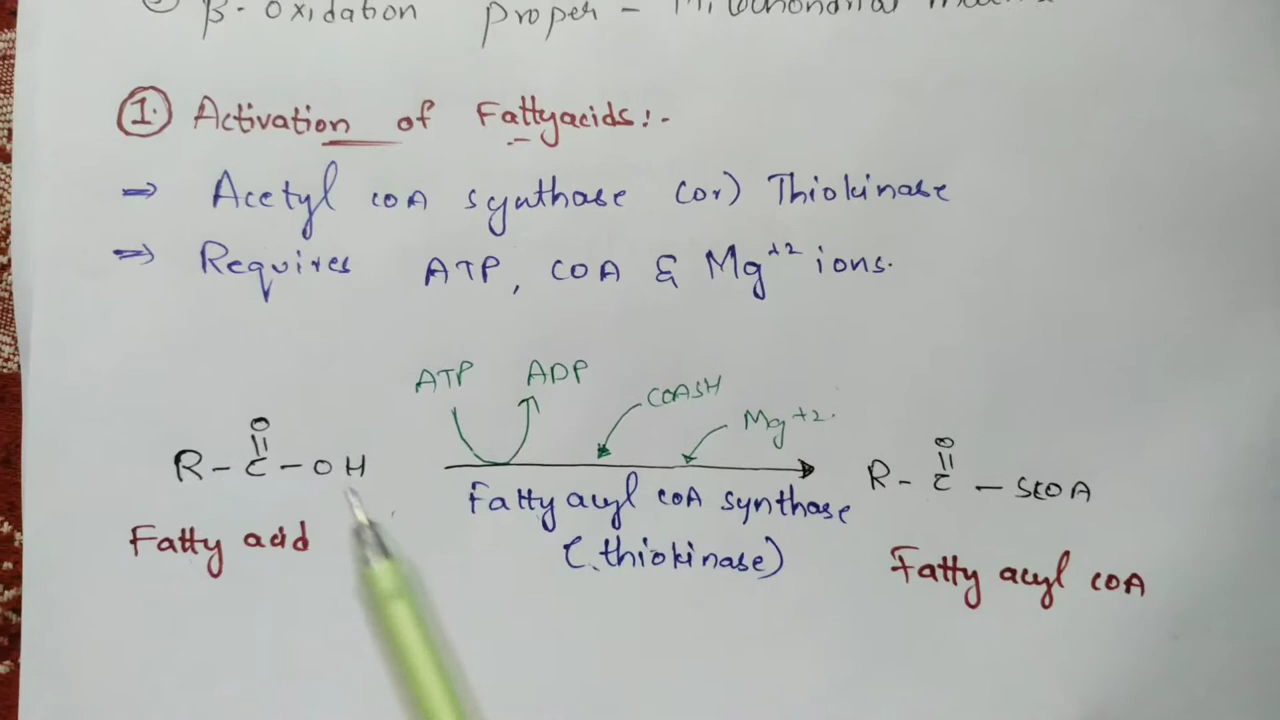 β-oxidation proper - Mitochondrial
① Activation of Fattyacids:-
⇒ Acetyl COA synthase (or) Thiokinase
⇒ Requires ATP, COA & Mg+2 ions.
ATP ADP COASH Mg+2.
R-C-OH
O
R-C-SCOA
O
Fatty acyl COA synthase
(thiokinase)
Fatty acid
Fatty acyl COA